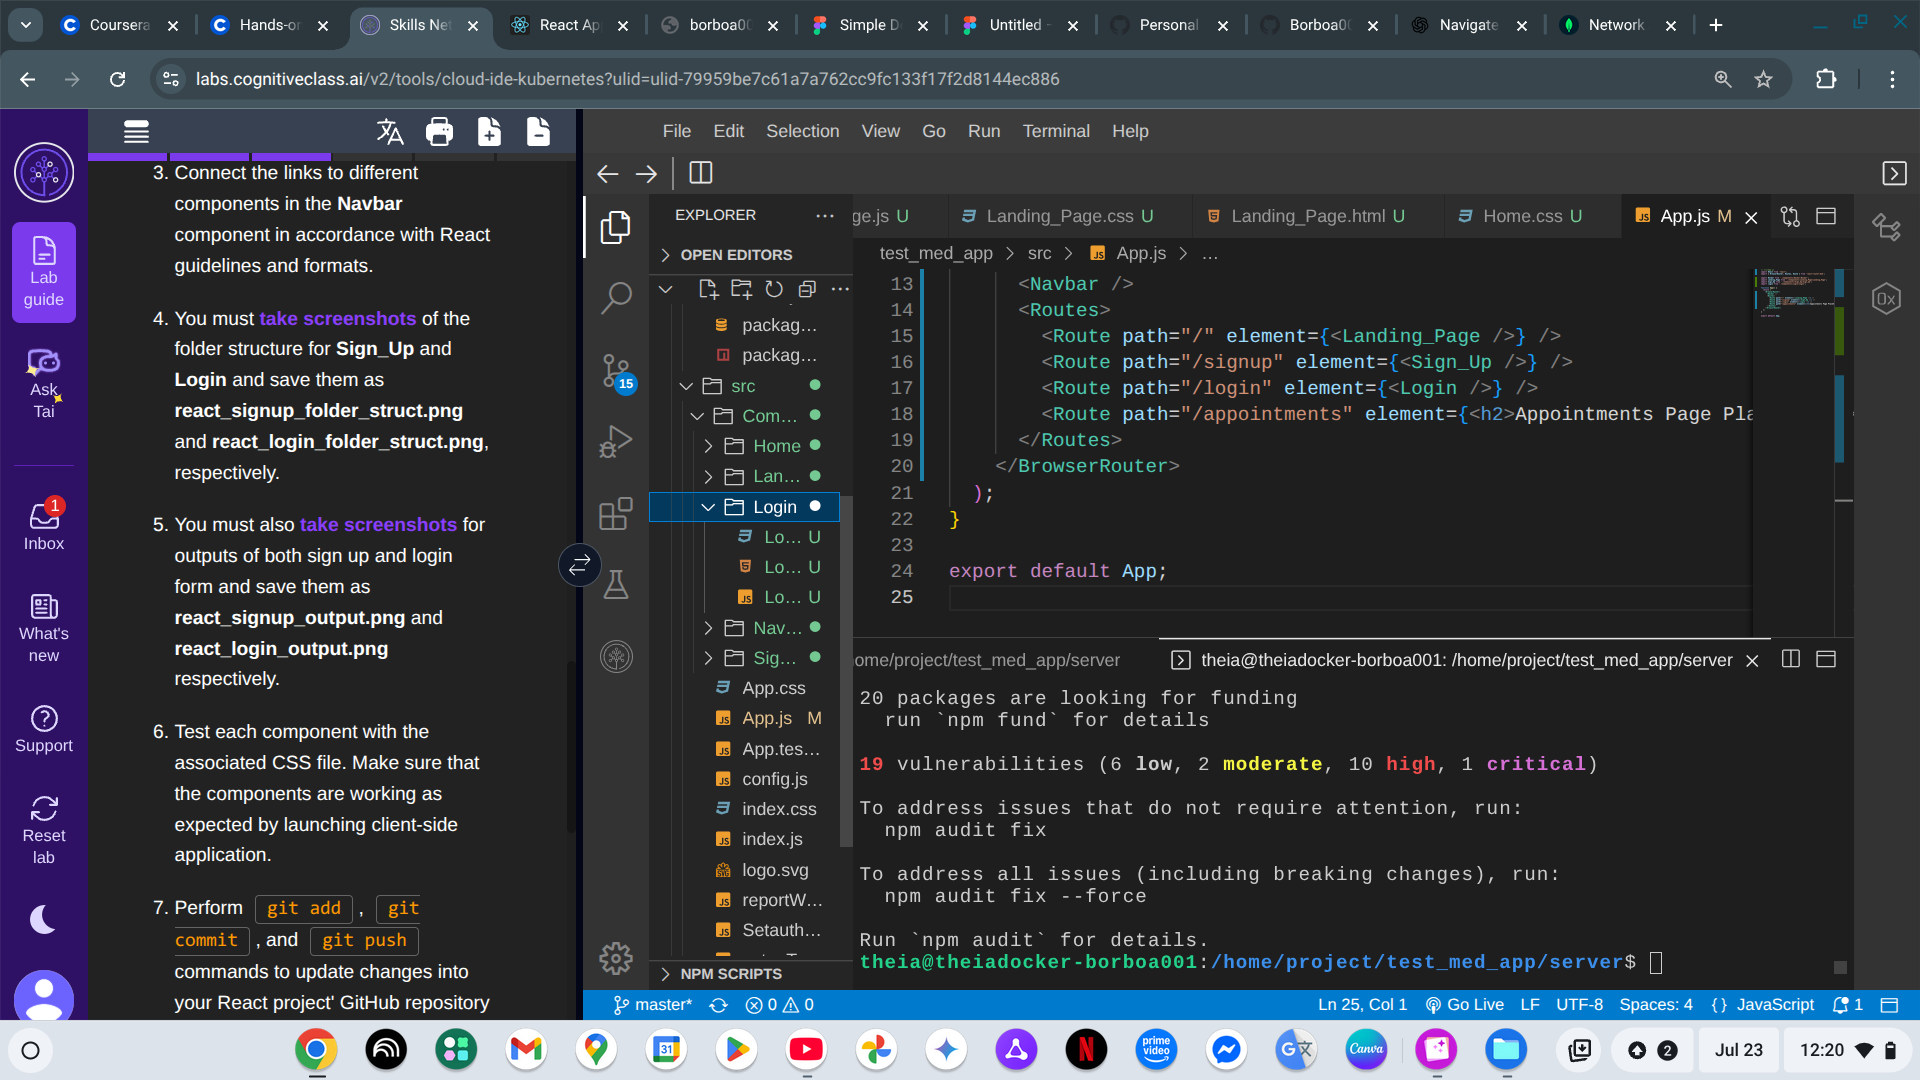 Coursera
Hands-or
Skills Net
React Ap
borboa00
Simple D
Untitled -
Personal
Borboa00
Navigate
Network
labs.cognitiveclass.ai/v2/tools/cloud-ide-kubernetes?ulid=ulid-79959be7c61a7a762cc9fc133f17f2d8144ec886
Lab
guide
Ask
Tai
1
Inbox
What's
new
Support
Reset
lab
3. Connect the links to different
components in the Navbar
component in accordance with React
guidelines and formats.
4. You must take screenshots of the
folder structure for Sign_Up and
Login and save them as
react_signup_folder_struct.png
and react_login_folder_struct.png,
respectively.
5. You must also take screenshots for
outputs of both sign up and login
form and save them as
react_signup_output.png and
react_login_output.png
respectively.
6. Test each component with the
associated CSS file. Make sure that
the components are working as
expected by launching client-side
application.
7. Perform git add , git
commit , and git push
commands to update changes into
your React project' GitHub repository
File Edit Selection View Go Run Terminal Help
15
EXPLORER
OPEN EDITORS
packag...
packag...
src
Com...
Home
Lan...
Login
Lo... U
Lo... U
JS Lo... U
Nav...
Sig...
App.css
JS App.js M
JS App.tes...
JS config.js
index.css
JS index.js
logo.svg
JS reportW...
JS Setauth...
NPM SCRIPTS
ge.js U
Landing_Page.css U
Landing_Page.html U
Home.css U
JS App.js M
test_med_app > src > JS App.js > ...
13 <Navbar />
14 <Routes>
15 <Route path="/" element={<Landing_Page />} />
16 <Route path="/signup" element={<Sign_Up />} />
17 <Route path="/login" element={<Login />} />
18 <Route path="/appointments" element={<h2>Appointments Page Pla
19 </Routes>
20 </BrowserRouter>
21 );
22 }
23
24 export default App;
25
0x
ome/project/test_med_app/server
theia@theiadocker-borboa001: /home/project/test_med_app/server
20 packages are looking for funding
run `npm fund` for details
19 vulnerabilities (6 low, 2 moderate, 10 high, 1 critical)
To address issues that do not require attention, run:
npm audit fix
To address all issues (including breaking changes), run:
npm audit fix --force
Run `npm audit` for details.
theia@theiadocker-borboa001:/home/project/test_med_app/server$
master* 0 0
Ln 25, Col 1 Go Live LF UTF-8 Spaces: 4 {} JavaScript 1
31
N
prime
video
G
Canva
2
Jul 23
12:20